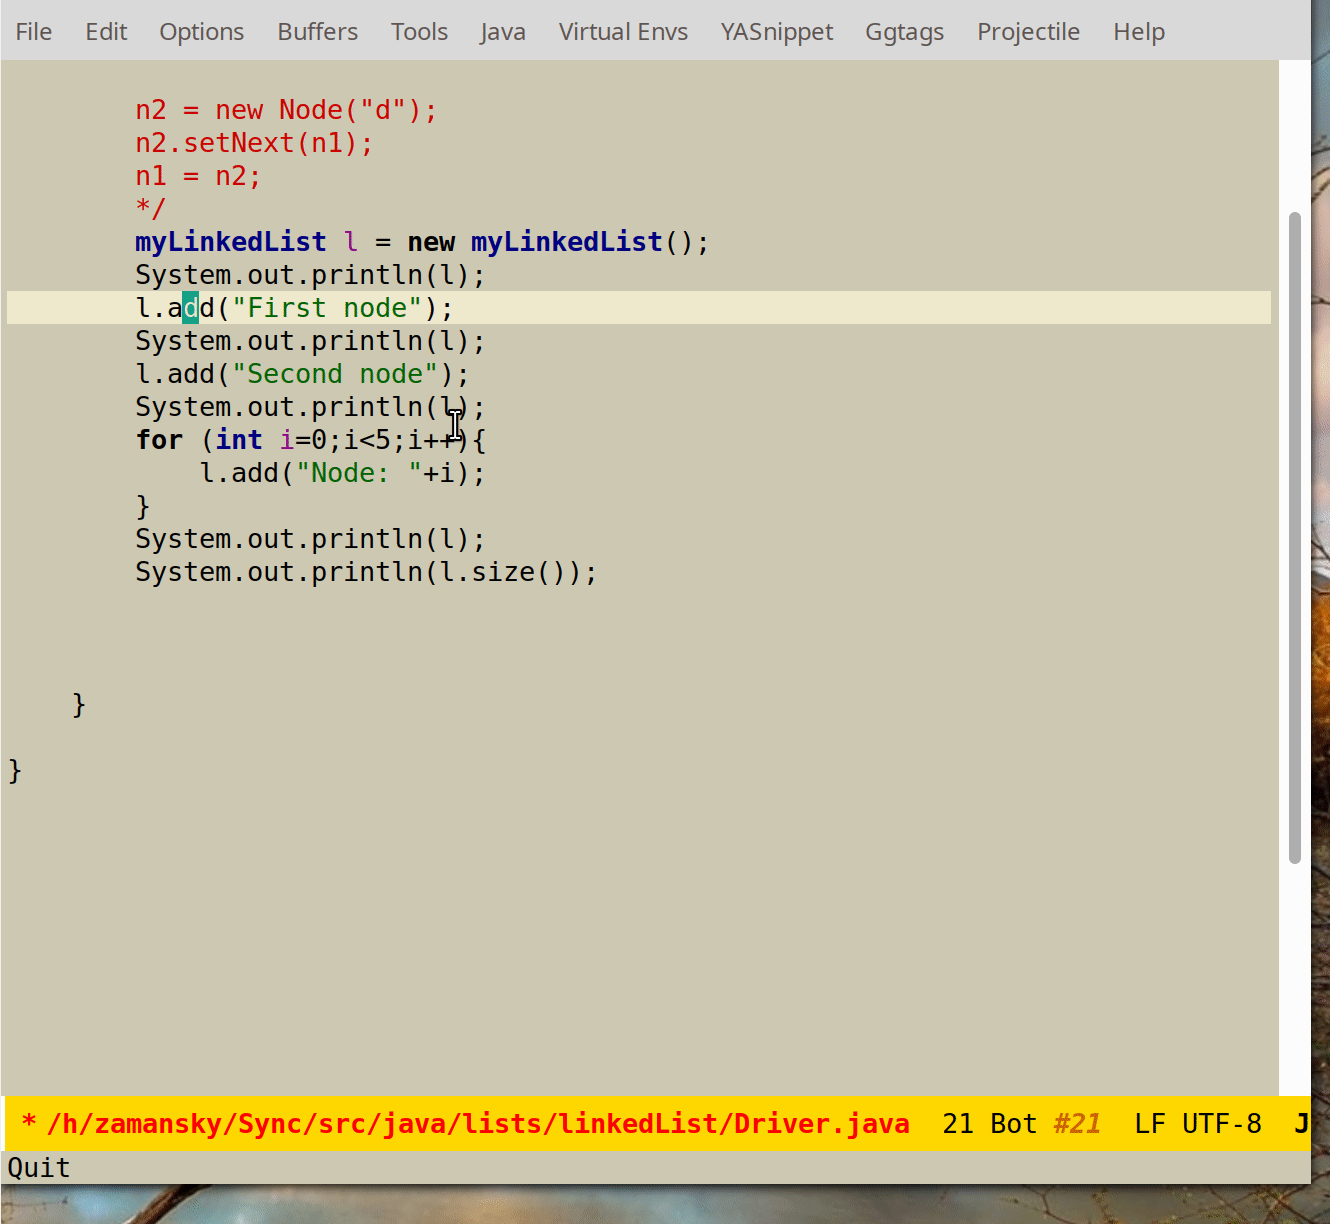 File Edit Options Buffers Tools Java Virtual Envs YASnippet Ggtags Projectile Help
n2 = new Node("d");
n2.setNext(n1);
n1 = n2;
*/
myLinkedList l = new myLinkedList();
System.out.println(l);
l.add("First node");
System.out.println(l);
l.add("Second node");
System.out.println(l);
for (int i=0;i<5;i++){
l.add("Node: "+i);
}
System.out.println(l);
System.out.println(l.size());
}
}
* /h/zamansky/Sync/src/java/lists/linkedList/Driver.java 21 Bot #21 LF UTF-8 J
Quit